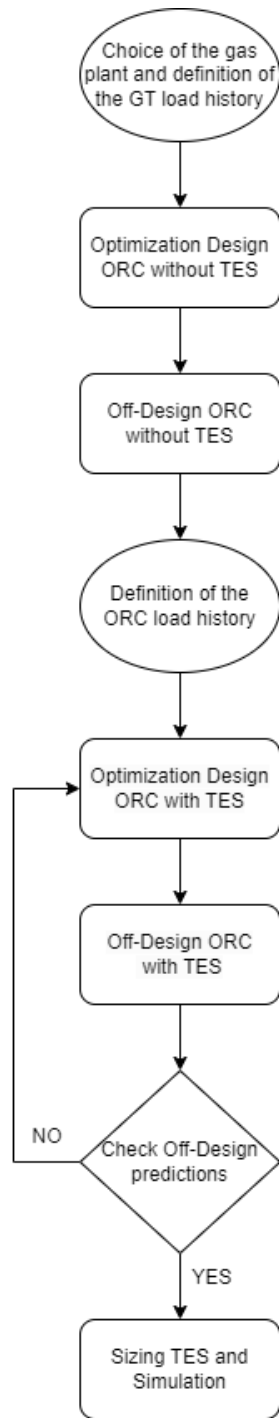 Choice of the gas
plant and definition of
the GT load history
Optimization Design
ORC without TES
Off-Design ORC
without TES
Definition of the
ORC load history
Optimization Design
ORC with TES
Off-Design ORC
with TES
NO
Check Off-Design
predictions
YES
Sizing TES and
Simulation